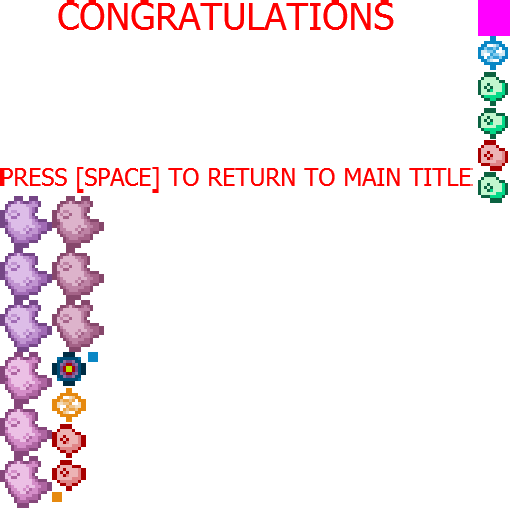 CONGRATULATIONS
PRESS [SPACE] TO RETURN TO MAIN TITLE